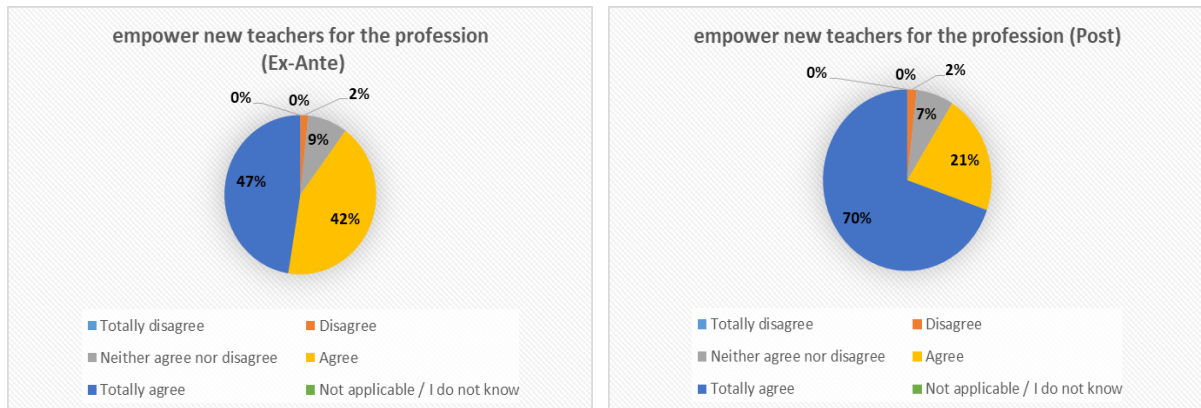 empower new teachers for the profession
(Ex-Ante)
0%
0%
2%
9%
47%
42%
Totally disagree
Disagree
Neither agree nor disagree
Agree
Totally agree
Not applicable / I do not know
empower new teachers for the profession (Post)
0%
0%
2%
7%
21%
70%
Totally disagree
Disagree
Neither agree nor disagree
Agree
Totally agree
Not applicable / I do not know